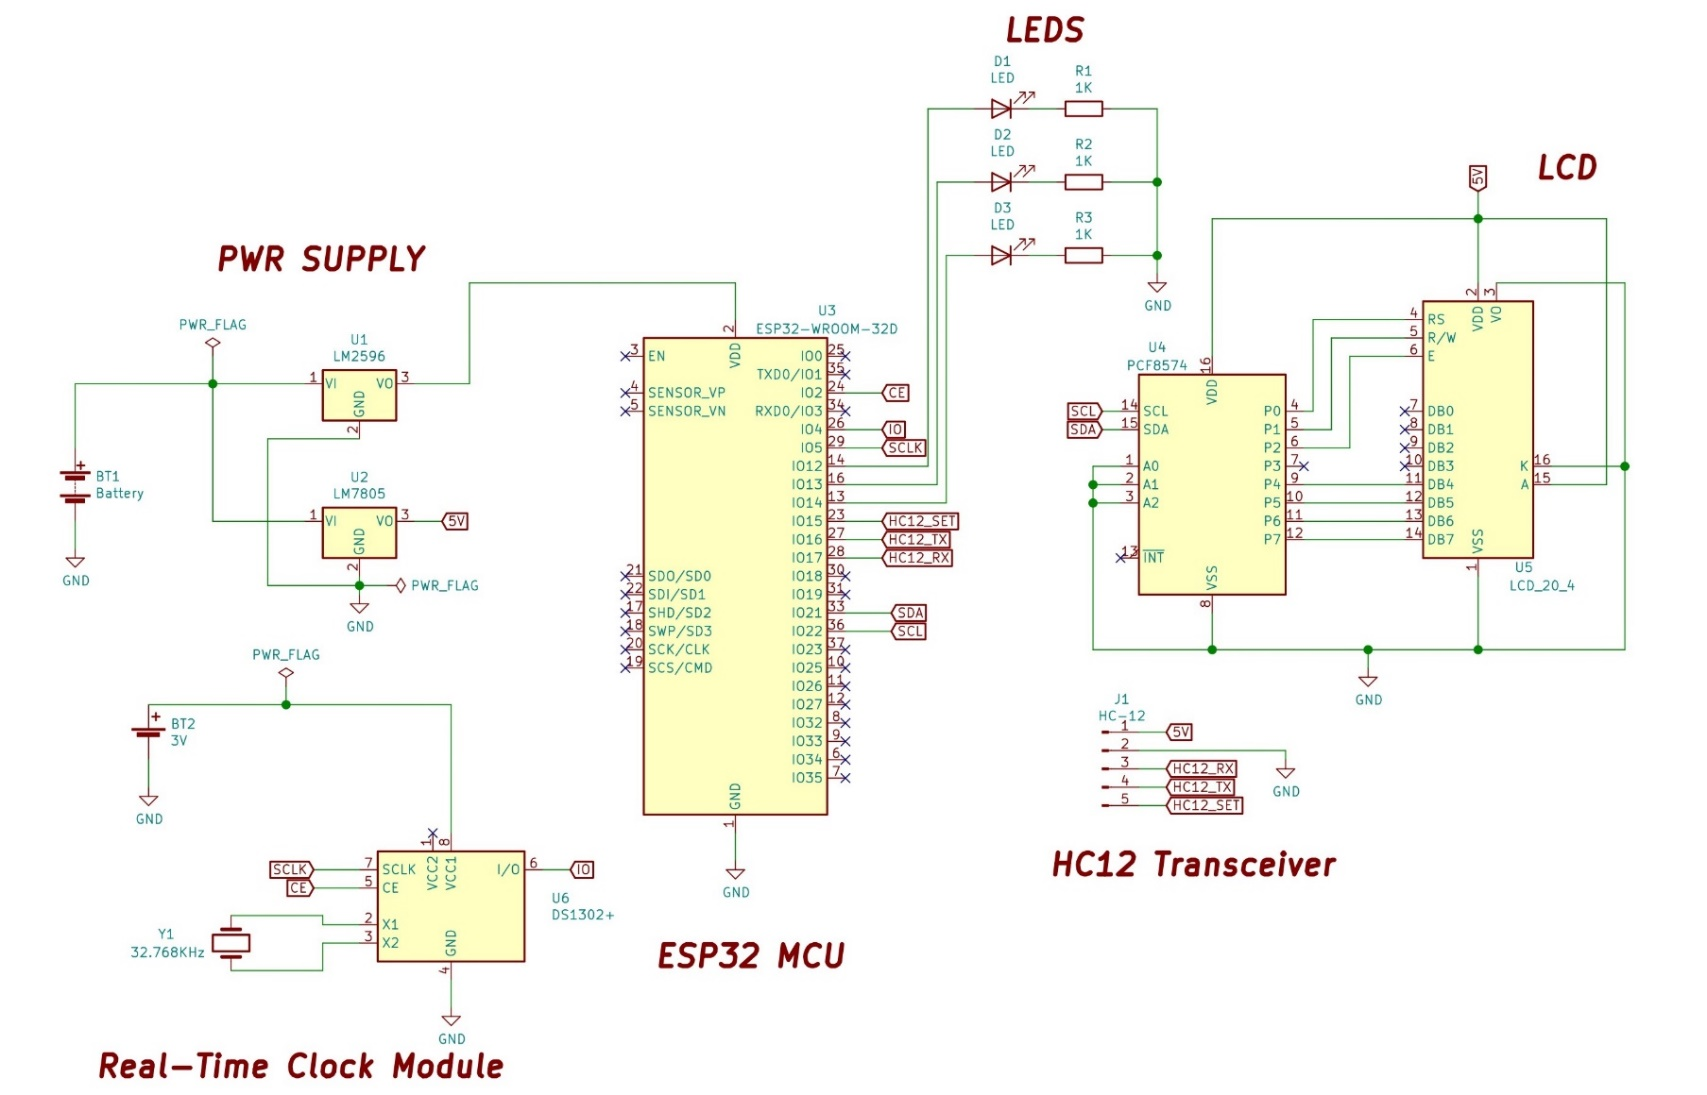 LEDS
D1
LED
R1
1K
D2
LED
R2
1K
D3
LED
R3
1K
GND
LCD
5V
PWR SUPPLY
PWR_FLAG
U1
LM2596
1 VI VO 3
GND
2
BT1
Battery
GND
U2
LM7805
1 VI VO 3 5V
GND
2
PWR_FLAG
GND
U3
ESP32-WROOM-32D
2
VDD
3 EN
4 SENSOR_VP
5 SENSOR_VN
21 SDO/SD0
22 SDI/SD1
17 SHD/SD2
18 SWP/SD3
20 SCK/CLK
19 SCS/CMD
IO0 25
TXD0/IO1 35
IO2 24 CE
RXD0/IO3 34
IO4 26 IO
IO5 29 SCLK
IO12 14
IO13 16
IO14 13
IO15 23 HC12_SET
IO16 27 HC12_TX
IO17 28 HC12_RX
IO18 30
IO19 31
IO21 33 SDA
IO22 36 SCL
IO23 37
IO25 10
IO26 11
IO27 12
IO32 8
IO33 9
IO34 6
IO35 7
GND
1
GND
ESP32 MCU
U4
PCF8574
16
VDD
SCL 14 SCL
SDA 15 SDA
1 A0
2 A1
3 A2
13 INT
P0 4
P1 5
P2 6
P3 7
P4 9
P5 10
P6 11
P7 12
VSS
8
2 3
VDD VO
4 RS
5 R/W
6 E
7 DB0
8 DB1
9 DB2
10 DB3
11 DB4
12 DB5
13 DB6
14 DB7
K 16
A 15
VSS
1
U5
LCD_20_4
GND
J1
HC-12
1 5V
2
3 HC12_RX
4 HC12_TX
5 HC12_SET
GND
HC12 Transceiver
PWR_FLAG
BT2
3V
GND
1 8
VCC2 VCC1
SCLK 7 SCLK
CE 5 CE
2 X1
3 X2
I/O 6 IO
GND
4
U6
DS1302+
Y1
32.768KHz
GND
Real-Time Clock Module